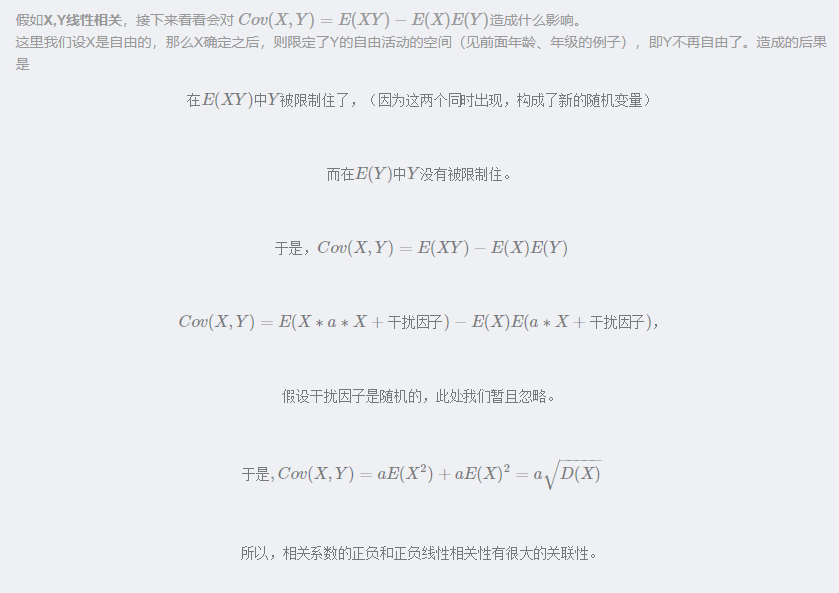 假如X,Y线性相关，接下来看看会对 Cov(X, Y) = E(XY) − E(X)E(Y)造成什么影响。
这里我们设X是自由的，那么X确定之后，则限定了Y的自由活动的空间（见前面年龄、年级的例子），即Y不再自由了。造成的后果
是
在E(XY)中Y被限制住了，（因为这两个同时出现，构成了新的随机变量）
而在E(Y)中Y没有被限制住。
于是，Cov(X, Y) = E(XY) − E(X)E(Y)
Cov(X, Y) = E(X ∗ a ∗ X + 干扰因子) − E(X)E(a ∗ X + 干扰因子),
假设干扰因子是随机的，此处我们暂且忽略。
于是, Cov(X, Y) = aE(X²) + aE(X)² = a√D(X)
所以，相关系数的正负和正负线性相关性有很大的关联性。